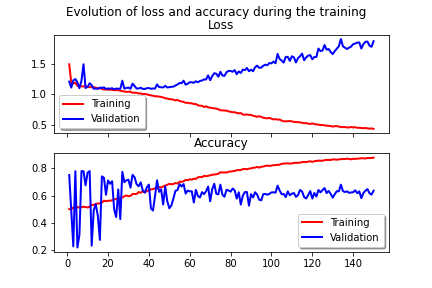 Evolution of loss and accuracy during the training
Loss
1.5
1.0
0.5
Training
Validation
Accuracy
0.8
0.6
0.4
0.2
Training
Validation
0 20 40 60 80 100 120 140